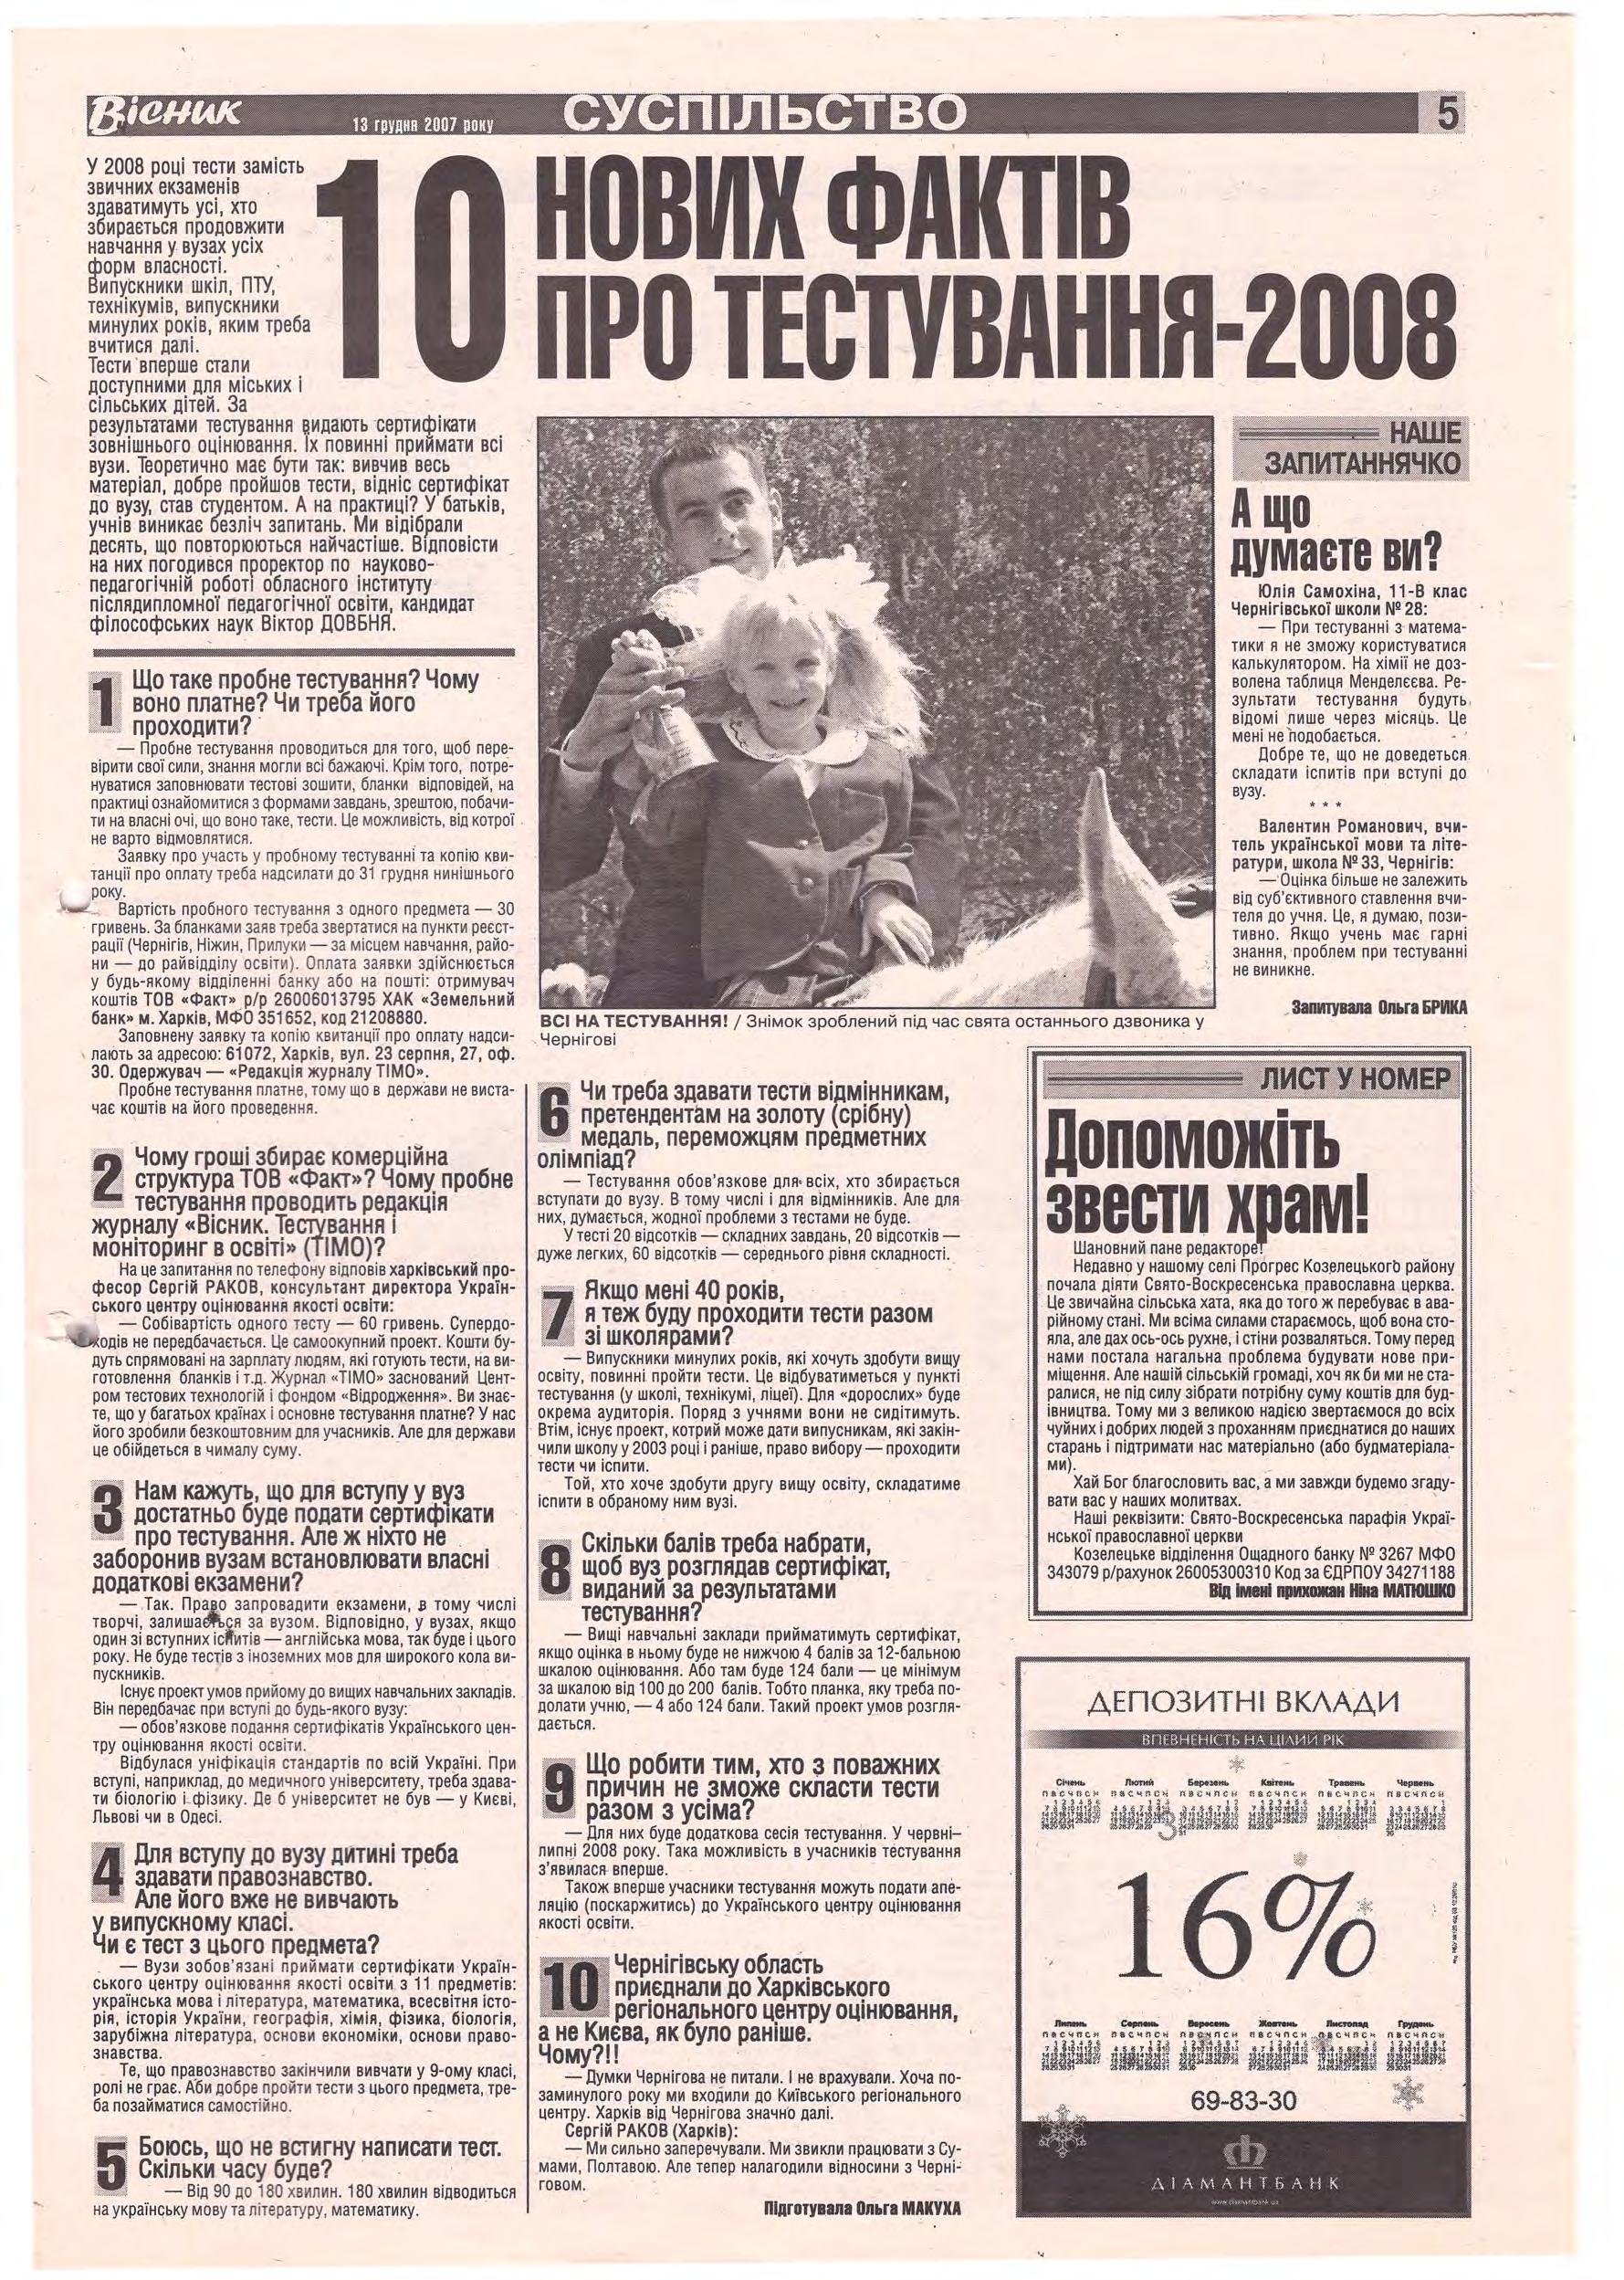 Вісник
13 грудня 2007 року
СУСПІЛЬСТВО
5
10 НОВИХ ФАКТІВ
ПРО ТЕСТУВАННЯ-2008
У 2008 році тести замість
звичних екзаменів
здаватимуть усі, хто
збирається продовжити
навчання у вузах усіх
форм власності.
Випускники шкіл, ПТУ,
технікумів, випускники
минулих років, яким треба
вчитися далі.
Тести вперше стали
доступними для міських і
сільських дітей. За
результатами тестування видають сертифікати
зовнішнього оцінювання. Їх повинні приймати всі
вузи. Теоретично має бути так: вивчив весь
матеріал, добре пройшов тести, відніс сертифікат
до вузу, став студентом. А на практиці? У батьків,
учнів виникає безліч запитань. Ми відібрали
десять, що повторюються найчастіше. Відповісти
на них погодився проректор по науково-
педагогічній роботі обласного інституту
післядипломної педагогічної освіти, кандидат
філософських наук Віктор ДОВБНЯ.
1 Що таке пробне тестування? Чому
воно платне? Чи треба його
проходити?
— Пробне тестування проводиться для того, щоб пере-
вірити свої сили, знання могли всі бажаючі. Крім того, потре-
нуватися заповнювати тестові зошити, бланки відповідей, на
практиці ознайомитися з формами завдань, зрештою, побачи-
ти на власні очі, що воно таке, тести. Це можливість, від котрої
не варто відмовлятися.
Заявку про участь у пробному тестуванні та копію кви-
танції про оплату треба надсилати до 31 грудня нинішнього
року.
Вартість пробного тестування з одного предмета — 30
гривень. За бланками заяв треба звертатися на пункти реєст-
рації (Чернігів, Ніжин, Прилуки — за місцем навчання, райо-
ни — до райвідділу освіти). Оплата заявки здійснюється
у будь-якому відділенні банку або на пошті: отримувач
коштів ТОВ «Факт» р/р 26006013795 ХАК «Земельний
банк» м. Харків, МФО 351652, код 21208880.
Заповнену заявку та копію квитанції про оплату надси-
лають за адресою: 61072, Харків, вул. 23 серпня, 27, оф.
30. Одержувач — «Редакція журналу ТІМО».
Пробне тестування платне, тому що в держави не виста-
чає коштів на його проведення.
2 Чому гроші збирає комерційна
структура ТОВ «Факт»? Чому пробне
тестування проводить редакція
журналу «Вісник. Тестування і
моніторинг в освіті» (ТІМО)?
На це запитання по телефону відповів харківський про-
фесор Сергій РАКОВ, консультант директора Україн-
ського центру оцінювання якості освіти:
— Собівартість одного тесту — 60 гривень. Супердо-
ходів не передбачається. Це самоокупний проект. Кошти бу-
дуть спрямовані на зарплату людям, які готують тести, на ви-
готовлення бланків і т.д. Журнал «ТІМО» заснований Цент-
ром тестових технологій і фондом «Відродження». Ви знає-
те, що у багатьох країнах і основне тестування платне? У нас
його зробили безкоштовним для учасників. Але для держави
це обійдеться в чималу суму.
3 Нам кажуть, що для вступу у вуз
достатньо буде подати сертифікати
про тестування. Але ж ніхто не
заборонив вузам встановлювати власні
додаткові екзамени?
— Так. Право запровадити екзамени, в тому числі
творчі, залишається за вузом. Відповідно, у вузах, якщо
один зі вступних іспитів — англійська мова, так буде і цього
року. Не буде тестів з іноземних мов для широкого кола ви-
пускників.
Існує проект умов прийому до вищих навчальних закладів.
Він передбачає при вступі до будь-якого вузу:
— обов'язкове подання сертифікатів Українського цен-
тру оцінювання якості освіти.
Відбулася уніфікація стандартів по всій Україні. При
вступі, наприклад, до медичного університету, треба здава-
ти біологію і фізику. Де б університет не був — у Києві,
Львові чи в Одесі.
4 Для вступу до вузу дитині треба
здавати правознавство.
Але його вже не вивчають
у випускному класі.
Чи є тест з цього предмета?
— Вузи зобов'язані приймати сертифікати Україн-
ського центру оцінювання якості освіти з 11 предметів:
українська мова і література, математика, всесвітня істо-
рія, історія України, географія, хімія, фізика, біологія,
зарубіжна література, основи економіки, основи право-
знавства.
Те, що правознавство закінчили вивчати у 9-ому класі,
ролі не грає. Аби добре пройти тести з цього предмета, тре-
ба позайматися самостійно.
5 Боюсь, що не встигну написати тест.
Скільки часу буде?
— Від 90 до 180 хвилин. 180 хвилин відводиться
на українську мову та літературу, математику.
ВСІ НА ТЕСТУВАННЯ! / Знімок зроблений під час свята останнього дзвоника у
Чернігові
6 Чи треба здавати тести відмінникам,
претендентам на золоту (срібну)
медаль, переможцям предметних
олімпіад?
— Тестування обов'язкове для всіх, хто збирається
вступати до вузу. В тому числі і для відмінників. Але для
них, думається, жодної проблеми з тестами не буде.
У тесті 20 відсотків — складних завдань, 20 відсотків —
дуже легких, 60 відсотків — середнього рівня складності.
7 Якщо мені 40 років,
я теж буду проходити тести разом
зі школярами?
— Випускники минулих років, які хочуть здобути вищу
освіту, повинні пройти тести. Це відбуватиметься у пункті
тестування (у школі, технікумі, ліцеї). Для «дорослих» буде
окрема аудиторія. Поряд з учнями вони не сидітимуть.
Втім, існує проект, котрий може дати випускникам, які закін-
чили школу у 2003 році і раніше, право вибору — проходити
тести чи іспити.
Той, хто хоче здобути другу вищу освіту, складатиме
іспити в обраному ним вузі.
8 Скільки балів треба набрати,
щоб вуз розглядав сертифікат,
виданий за результатами
тестування?
— Вищі навчальні заклади прийматимуть сертифікат,
якщо оцінка в ньому буде не нижчою 4 балів за 12-бальною
шкалою оцінювання. Або там буде 124 бали — це мінімум
за шкалою від 100 до 200 балів. Тобто планка, яку треба по-
долати учню, — 4 або 124 бали. Такий проект умов розгля-
дається.
9 Що робити тим, хто з поважних
причин не зможе скласти тести
разом з усіма?
— Для них буде додаткова сесія тестування. У червні–
липні 2008 року. Така можливість в учасників тестування
з'явилася вперше.
Також вперше учасники тестування можуть подати апе-
ляцію (поскаржитись) до Українського центру оцінювання
якості освіти.
10 Чернігівську область
приєднали до Харківського
регіонального центру оцінювання,
а не Києва, як було раніше.
Чому?!!
— Думки Чернігова не питали. І не врахували. Хоча по-
заминулого року ми входили до Київського регіонального
центру. Харків від Чернігова значно далі.
Сергій РАКОВ (Харків):
— Ми сильно заперечували. Ми звикли працювати з Су-
мами, Полтавою. Але тепер налагодили відносини з Черні-
говом.
Підготувала Ольга МАКУХА
НАШЕ
ЗАПИТАННЯЧКО
А що
думаєте ви?
Юлія Самохіна, 11-В клас
Чернігівської школи № 28:
— При тестуванні з матема-
тики я не зможу користуватися
калькулятором. На хімії не доз-
волена таблиця Менделєєва. Ре-
зультати тестування будуть
відомі лише через місяць. Це
мені не подобається.
Добре те, що не доведеться
складати іспитів при вступі до
вузу.
* * *
Валентин Романович, вчи-
тель української мови та літе-
ратури, школа № 33, Чернігів:
— Оцінка більше не залежить
від суб'єктивного ставлення вчи-
теля до учня. Це, я думаю, пози-
тивно. Якщо учень має гарні
знання, проблем при тестуванні
не виникне.
Запитувала Ольга БРИКА
ЛИСТ У НОМЕР
Допоможіть
звести храм!
Шановний пане редакторе!
Недавно у нашому селі Прогрес Козелецького району
почала діяти Свято-Воскресенська православна церква.
Це звичайна сільська хата, яка до того ж перебуває в ава-
рійному стані. Ми всіма силами стараємось, щоб вона сто-
яла, але дах ось-ось рухне, і стіни розваляться. Тому перед
нами постала нагальна проблема будувати нове при-
міщення. Але нашій сільській громаді, хоч як би ми не ста-
ралися, не під силу зібрати потрібну суму коштів для буд-
івництва. Тому ми з великою надією звертаємося до всіх
чуйних і добрих людей з проханням приєднатися до наших
старань і підтримати нас матеріально (або будматеріала-
ми).
Хай Бог благословить вас, а ми завжди будемо згаду-
вати вас у наших молитвах.
Наші реквізити: Свято-Воскресенська парафія Украї-
нської православної церкви
Козелецьке відділення Ощадного банку № 3267 МФО
343079 р/рахунок 26005300310 Код за ЄДРПОУ 34271188
Від імені прихожан Ніна МАТЮШКО
ДЕПОЗИТНІ ВКЛАДИ
ВПЕВНЕНІСТЬ НА ЦІЛИЙ РІК
Січень Лютий Березень Квітень Травень Червень
16%
Липень Серпень Вересень Жовтень Листопад Грудень
69-83-30
ДІАМАНТБАНК
www.diamantbank.ua